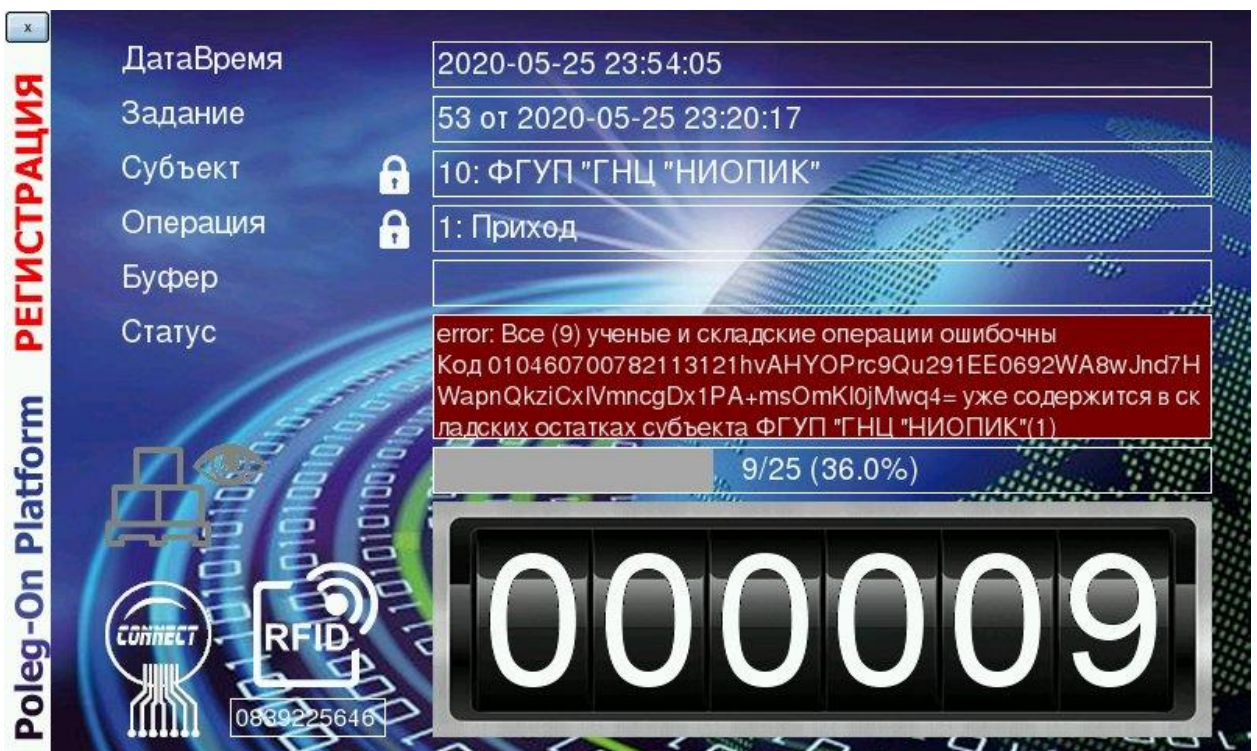 x
Poleg-On Platform РЕГИСТРАЦИЯ
ДатаВремя
2020-05-25 23:54:05
Задание
53 от 2020-05-25 23:20:17
Субъект
10: ФГУП "ГНЦ "НИОПИК"
Операция
1: Приход
Буфер
Статус
error: Все (9) ученые и складские операции ошибочны
Код 010460700782113121hvAHYOPrc9Qu291EE0692WA8wJnd7H
WapnQkziCxIVmncgDx1PA+msOmKl0jMwq4= уже содержится в ск
ладских остатках субъекта ФГУП "ГНЦ "НИОПИК"(1)
9/25 (36.0%)
000009
CONNECT
RFID
0839225646